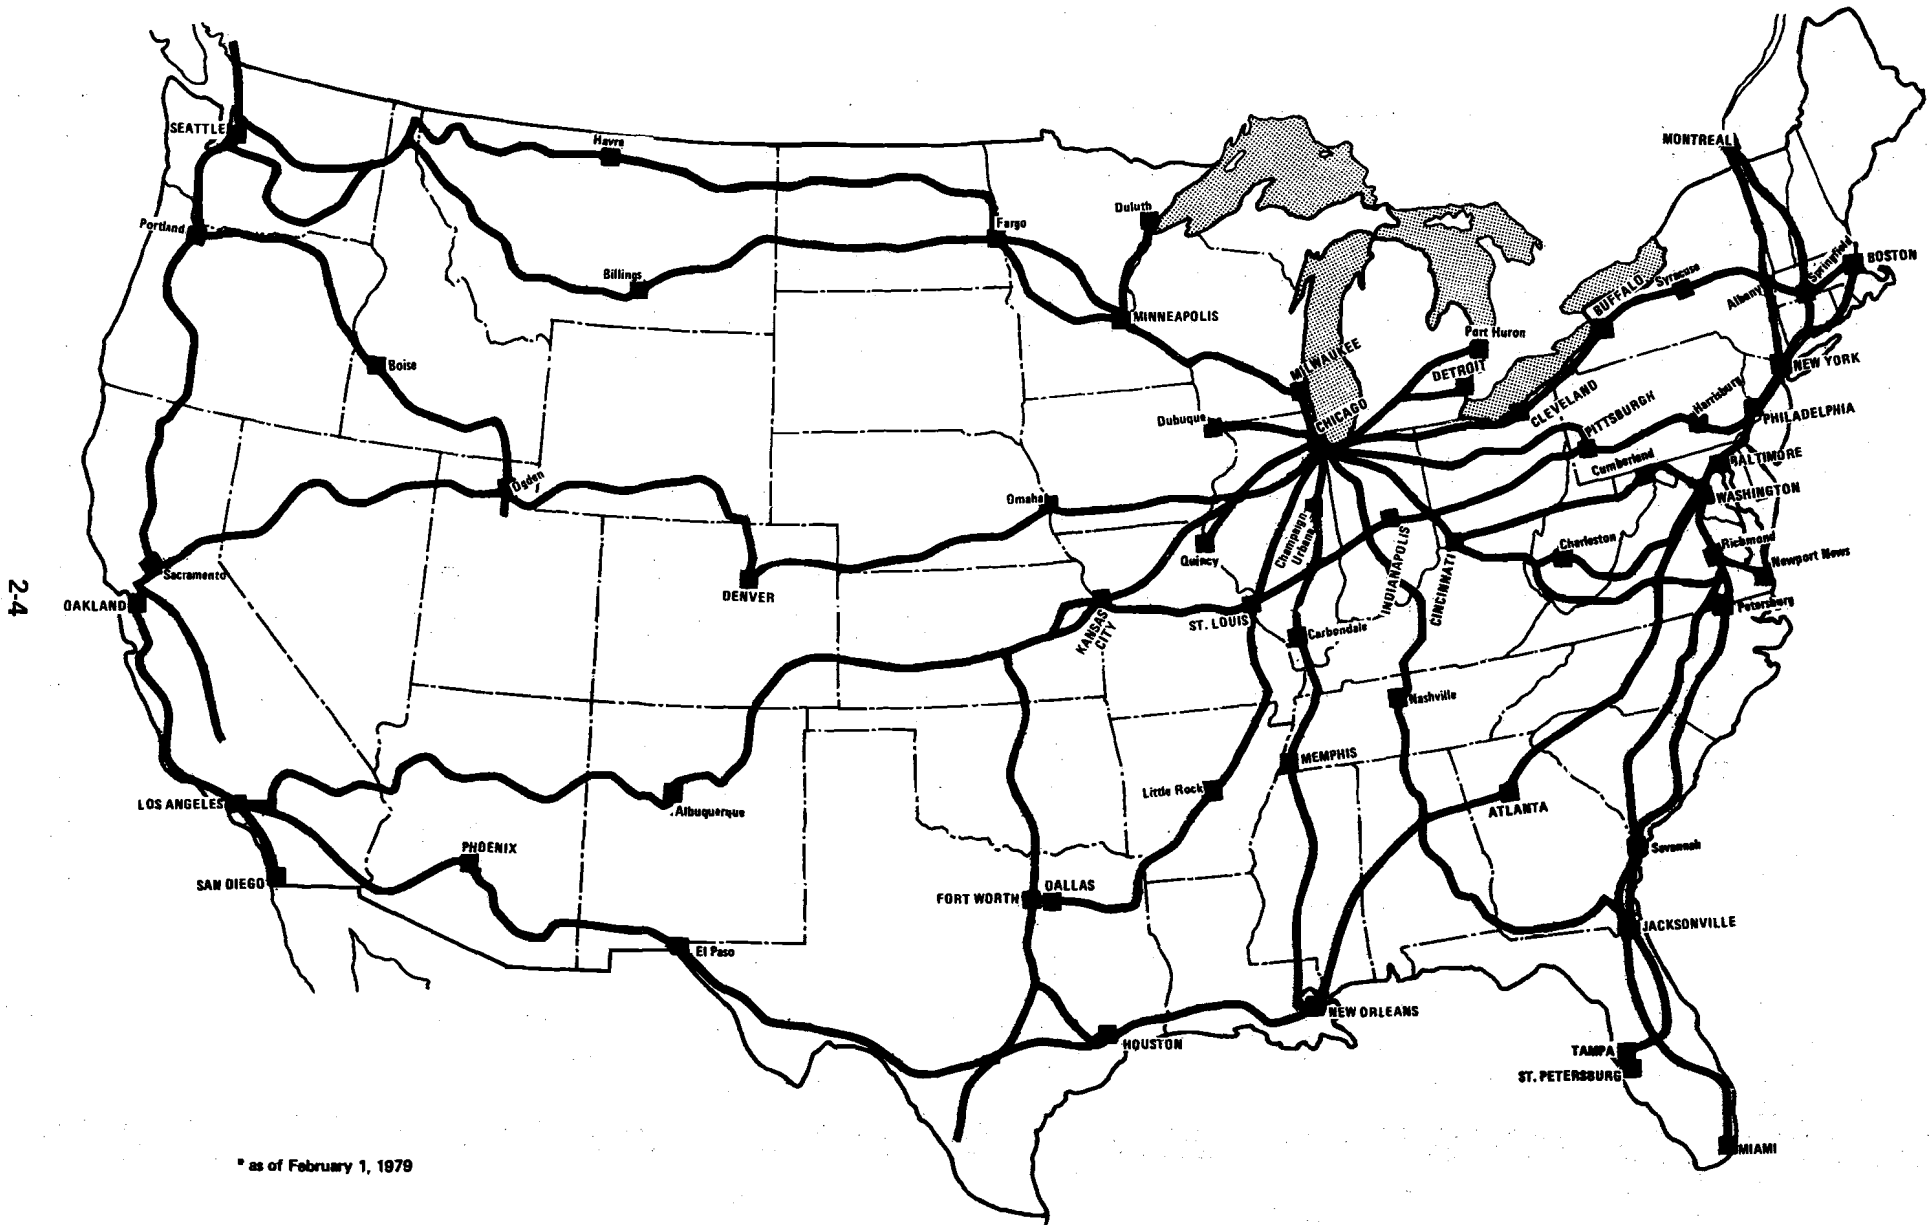 SEATTLE
Havre
MONTREAL
Portland
Fargo
Duluth
Billings
BOSTON
Springfield
Albany
Syracuse
BUFFALO
MINNEAPOLIS
Port Huron
DETROIT
MILWAUKEE
NEW YORK
Boise
CHICAGO
Dubuque
CLEVELAND
PITTSBURGH
Harrisburg
PHILADELPHIA
Cumberland
BALTIMORE
WASHINGTON
Ogden
Omaha
Champaign-
Urbana
Quincy
INDIANAPOLIS
CINCINNATI
Charleston
Richmond
Newport News
Sacramento
OAKLAND
DENVER
KANSAS
CITY
ST. LOUIS
Carbondale
Petersburg
2-4
Nashville
MEMPHIS
LOS ANGELES
Albuquerque
Little Rock
ATLANTA
PHOENIX
SAN DIEGO
Savannah
FORT WORTH
DALLAS
El Paso
JACKSONVILLE
NEW ORLEANS
HOUSTON
TAMPA
ST. PETERSBURG
MIAMI
* as of February 1, 1979